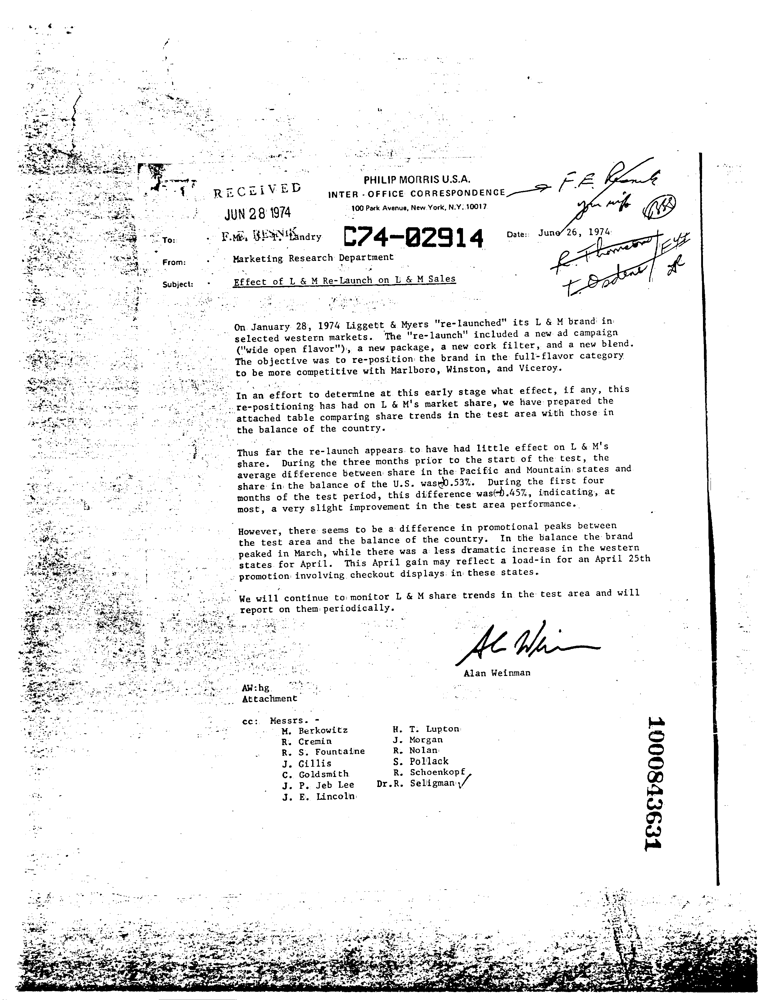 PHILIP MORRIS U.S.A.
INTER - OFFICE CORRESPONDENCE
100 Park Avenue, New York, N.Y. 10017
RECEIVED
JUN 28 1974
F. E. RESNIK
C74-02914
To: Mr. J. T. Landry
Date: June 26, 1974
From: Marketing Research Department
Subject: Effect of L & M Re-Launch on L & M Sales
F.E.
R. Thomson
T. Osdene
FYI
On January 28, 1974 Liggett & Myers "re-launched" its L & M brand in
selected western markets. The "re-launch" included a new ad campaign
("wide open flavor"), a new package, a new cork filter, and a new blend.
The objective was to re-position the brand in the full-flavor category
to be more competitive with Marlboro, Winston, and Viceroy.
In an effort to determine at this early stage what effect, if any, this
re-positioning has had on L & M's market share, we have prepared the
attached table comparing share trends in the test area with those in
the balance of the country.
Thus far the re-launch appears to have had little effect on L & M's
share. During the three months prior to the start of the test, the
average difference between share in the Pacific and Mountain states and
share in the balance of the U.S. was -0.53%. During the first four
months of the test period, this difference was (-)0.45%, indicating, at
most, a very slight improvement in the test area performance.
However, there seems to be a difference in promotional peaks between
the test area and the balance of the country. In the balance the brand
peaked in March, while there was a less dramatic increase in the western
states for April. This April gain may reflect a load-in for an April 25th
promotion involving checkout displays in these states.
We will continue to monitor L & M share trends in the test area and will
report on them periodically.
Alan Weinman
AW:hg
Attachment
cc: Messrs. -
M. Berkowitz
R. Cremin
R. S. Fountaine
J. Gillis
C. Goldsmith
J. P. Jeb Lee
J. E. Lincoln
H. T. Lupton
J. Morgan
R. Nolan
S. Pollack
R. Schoenkopf
Dr.R. Seligman
1000843631